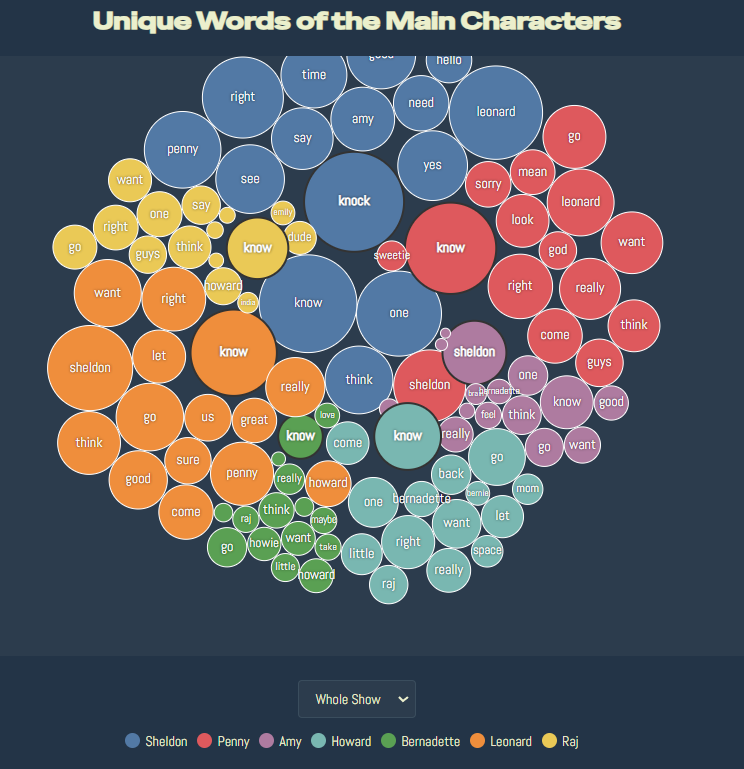 Unique Words of the Main Characters
good
hello
time
right
need
leonard
amy
say
go
penny
yes
see
mean
want
sorry
leonard
knock
say
one
emily
look
right
dude
want
go
guys
think
know
sweetie
know
god
howard
right
really
want
right
indie
know
one
think
come
know
sheldon
let
guys
sheldon
one
think
sheldon
really
bra
bernadette
know
good
go
us
great
love
feel
think
know
come
know
really
think
go
want
sure
go
penny
back
good
really
howard
bernadette
bernie
mom
one
come
think
raj
maybe
want
let
want
right
go
howie
take
little
space
little
howard
really
raj
Whole Show
Sheldon Penny Amy Howard Bernadette Leonard Raj